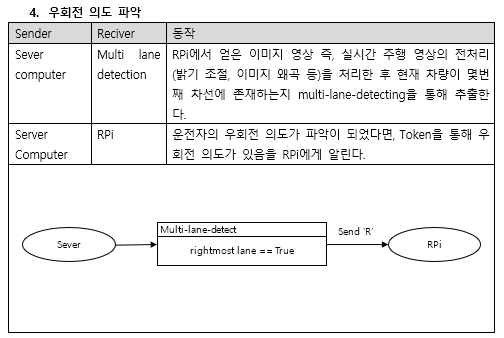 4. 우회전 의도 파악
Sender Reciver 동작
Sever computer Multi lane detection RPi에서 얻은 이미지 영상 즉, 실시간 주행 영상의 전처리
(밝기 조절, 이미지 왜곡 등)을 처리한 후 현재 차량이 몇번
째 차선에 존재하는지 multi-lane-detecting을 통해 추출한
다.
Server Computer RPi 운전자의 우회전 의도가 파악이 되었다면, Token을 통해 우
회전 의도가 있음을 RPi에게 알린다.
Multi-lane-detect
Sever rightmost lane == True Send 'R' RPi